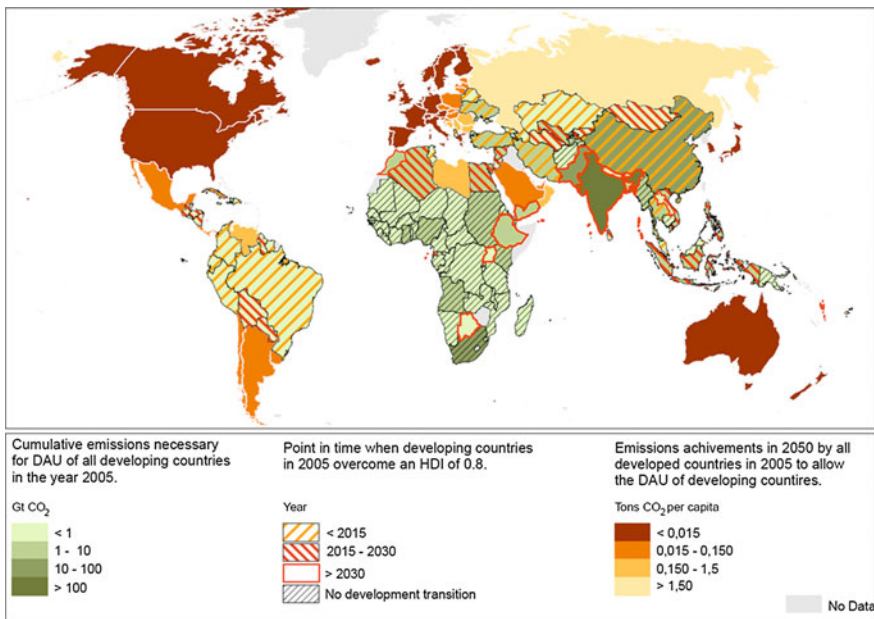 Cumulative emissions necessary
for DAU of all developing countries
in the year 2005.
Gt CO2
< 1
1 - 10
10 - 100
> 100
Point in time when developing countries
in 2005 overcome an HDI of 0.8.
Year
< 2015
2015 - 2030
> 2030
No development transition
Emissions achivements in 2050 by all
developed countries in 2005 to allow
the DAU of developing countires.
Tons CO2 per capita
< 0,015
0,015 - 0,150
0,150 - 1,5
> 1,50
No Data